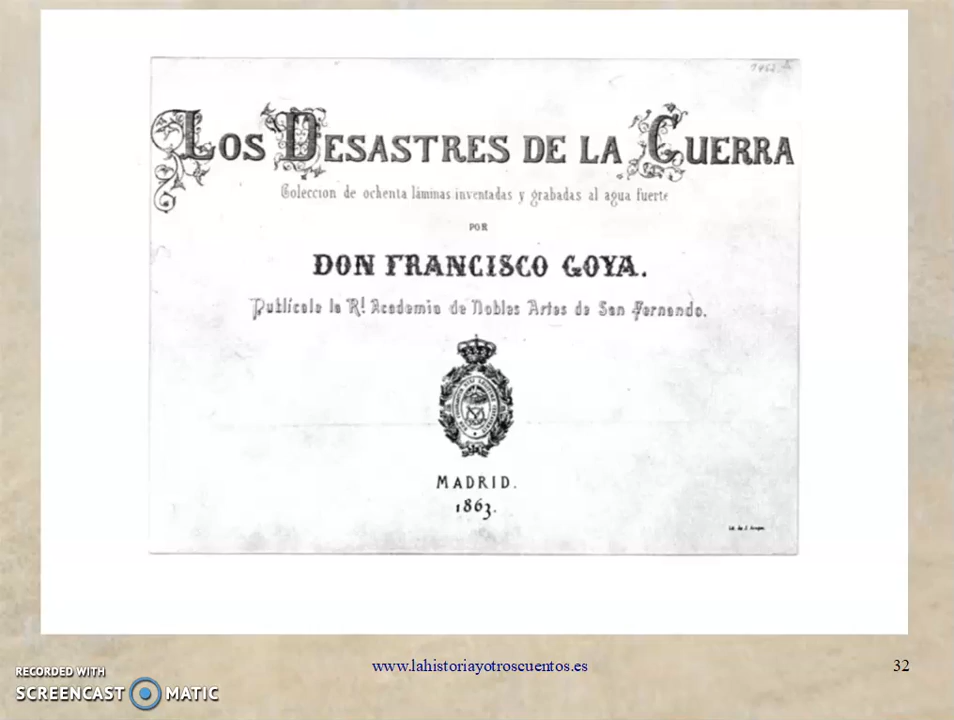 LOS DESASTRES DE LA GUERRA
Coleccion de ochenta láminas inventadas y grabadas al agua fuerte
POR
DON FRANCISCO GOYA.
Publícala la Rl. Academia de Nobles Artes de San Fernando.
MADRID.
1863.
www.lahistoriayotroscuentos.es
32
RECORDED WITH
SCREENCAST MATIC